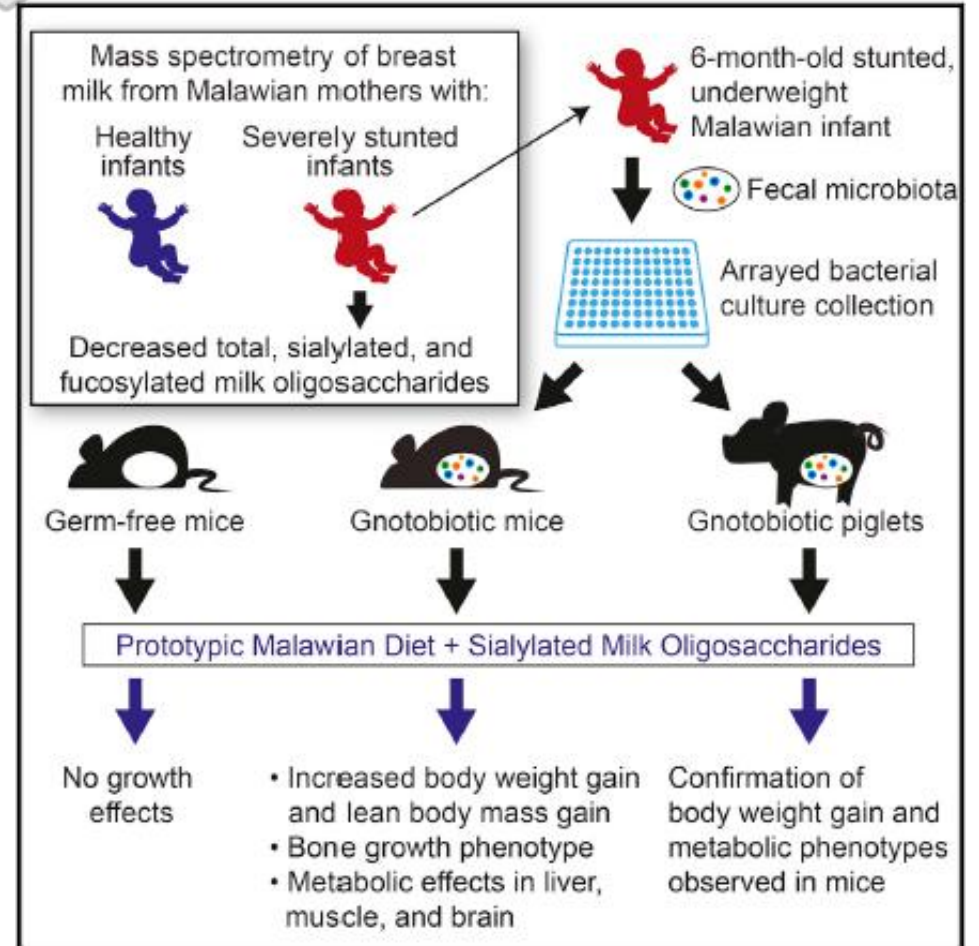 Mass spectrometry of breast
milk from Malawian mothers with:
Healthy
infants
Severely stunted
infants
Decreased total, sialylated, and
fucosylated milk oligosaccharides
6-month-old stunted,
underweight
Malawian infant
Fecal microbiota
Arrayed bacterial
culture collection
Germ-free mice
Gnotobiotic mice
Gnotobiotic piglets
Prototypic Malawian Diet + Sialylated Milk Oligosaccharides
No growth
effects
• Increased body weight gain
and lean body mass gain
• Bone growth phenotype
• Metabolic effects in liver,
muscle, and brain
Confirmation of
body weight gain and
metabolic phenotypes
observed in mice